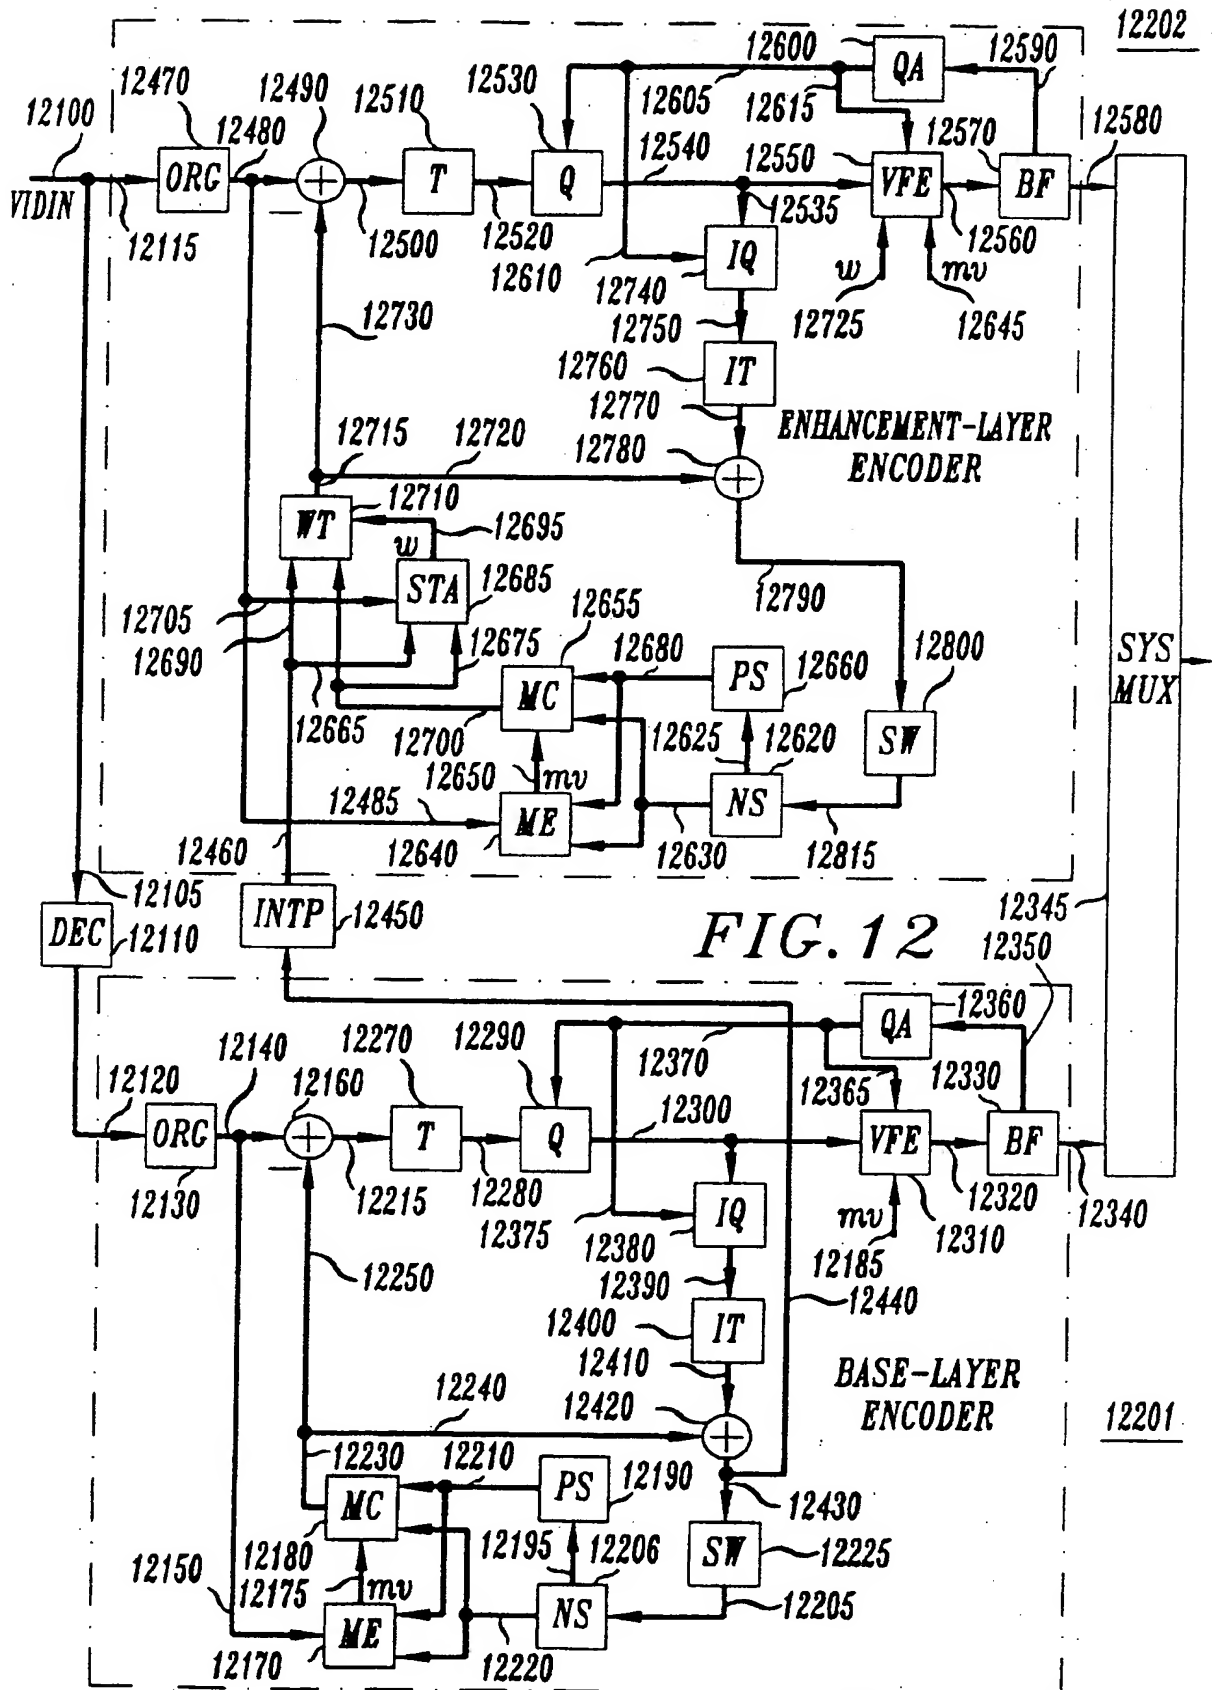 12202
12600
12590
12470
12490
12510
12530
QA
12100
12480
12605
12615
12570
12580
12540
12550
ORG
T
Q
VFE
BF
VIDIN
12535
12115
12500
12520
12610
IQ
12560
12740
w
mv
12730
12750
12725
12645
12760
IT
12770
12715
12720
12780
ENHANCEMENT-LAYER
ENCODER
12710
WT
12695
w
STA
12685
12790
12705
12655
12690
12675
12680
12660
12800
SYS
MUX
PS
MC
12665
12700
12625
12620
SW
12650
mv
12485
NS
ME
12460
12640
12630
12815
12105
INTP
12450
12345
DEC
12110
FIG.12
12350
12360
QA
12140
12270
12290
12370
12120
12160
12365
12330
12300
ORG
T
Q
VFE
BF
12130
12215
12280
12375
IQ
12320
12340
12380
mv
12310
12185
12250
12390
12440
12400
IT
12410
BASE-LAYER
ENCODER
12240
12420
12201
12230
12210
PS
12190
12430
MC
12180
12195
12206
SW
12225
12150
12175
mv
NS
12205
ME
12170
12220